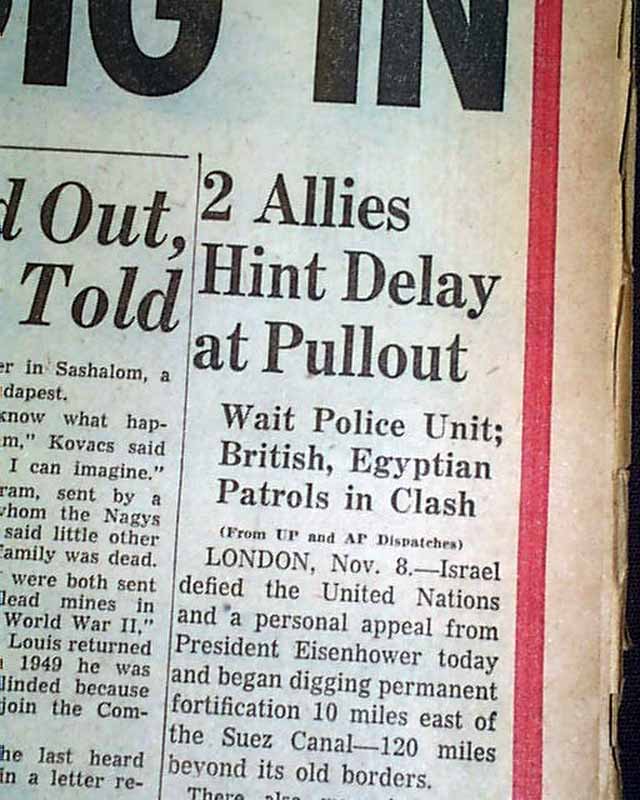 IN
d Out,
Told
er in Sashalom, a
dapest.
know what hap-
m," Kovacs said
I can imagine."
ram, sent by a
whom the Nagys
said little other
family was dead.
were both sent
lead mines in
World War II,"
Louis returned
1949 he was
linded because
join the Com-
he last heard
in a letter re-
2 Allies
Hint Delay
at Pullout
Wait Police Unit;
British, Egyptian
Patrols in Clash
(From UP and AP Dispatches)
LONDON, Nov. 8.—Israel
defied the United Nations
and a personal appeal from
President Eisenhower today
and began digging permanent
fortification 10 miles east of
the Suez Canal—120 miles
beyond its old borders.
There also